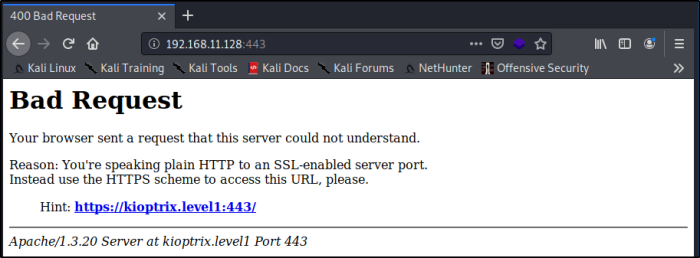 400 Bad Request
192.168.11.128:443
Kali Linux Kali Training Kali Tools Kali Docs Kali Forums NetHunter Offensive Security
Bad Request
Your browser sent a request that this server could not understand.
Reason: You're speaking plain HTTP to an SSL-enabled server port.
Instead use the HTTPS scheme to access this URL, please.
Hint: https://kioptrix.level1:443/
Apache/1.3.20 Server at kioptrix.level1 Port 443